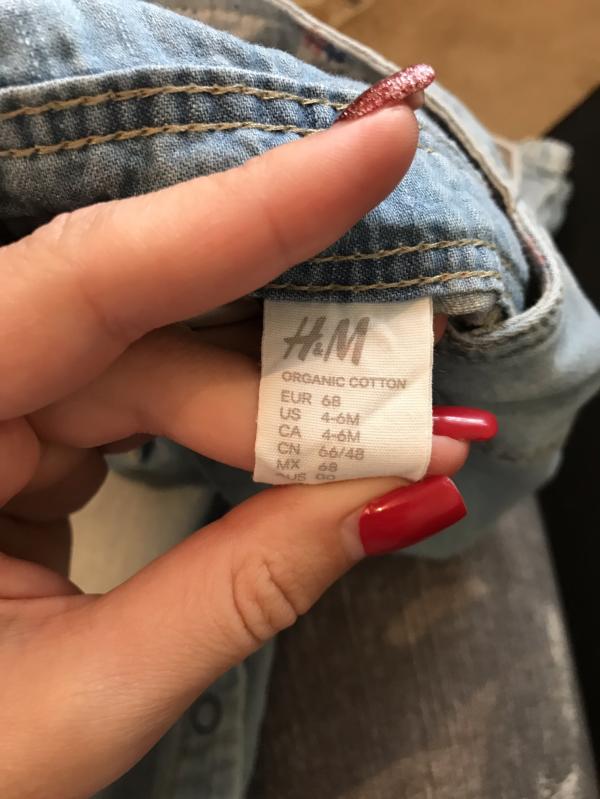 H&M
ORGANIC COTTON
EUR 68
US 4-6M
CA 4-6M
CN 66/48
MX 68